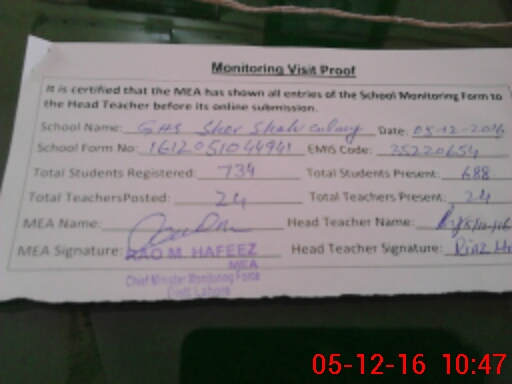 Monitoring Visit Proof
It is certified that the MEA has shown all entries of the School Monitoring Form to
the Head Teacher before its online submission.
School Name: GHS Sher Shah Colony Date: 05-12-2016
School Form No: 1612051044941 EMIS Code: 35220654
Total Students Registered: 734 Total Students Present: 688
Total TeachersPosted: 24 Total Teachers Present: 24
MEA Name: Head Teacher Name:
MEA Signature: RAO M. HAFEEZ Head Teacher Signature:
MEA
Chief Minister Monitoring Force
Lahore
05-12-16 10:47